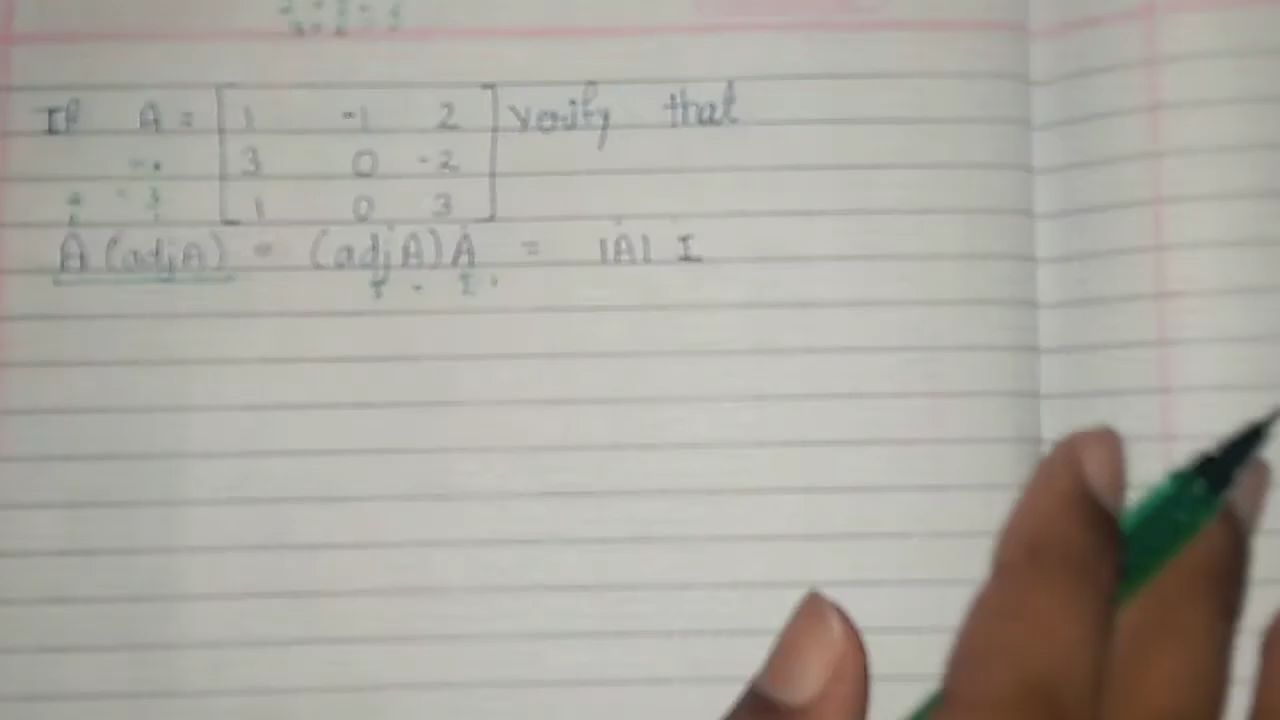 If A = [ 1 -1 2 ] verify that
3 0 -2
1 0 3
A (adj A) = (adj A) A = |A| I